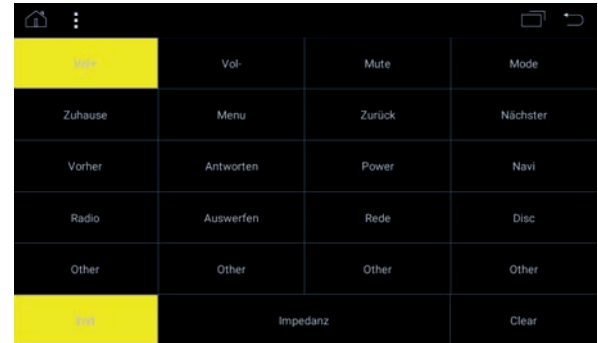 Vol+ Vol- Mute Mode
Zuhause Menu Zurück Nächster
Vorher Antworten Power Navi
Radio Auswerfen Rede Disc
Other Other Other Other
Impedanz Clear